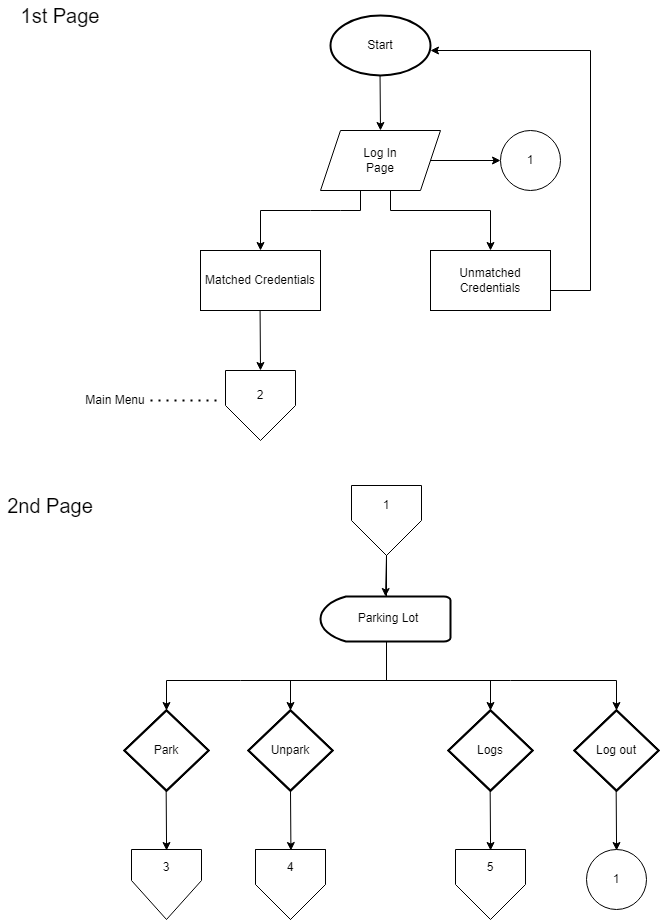 1st Page
Start
Log In
Page
1
Matched Credentials
Unmatched
Credentials
Main Menu
2
2nd Page
1
Parking Lot
Park
Unpark
Logs
Log out
3
4
5
1